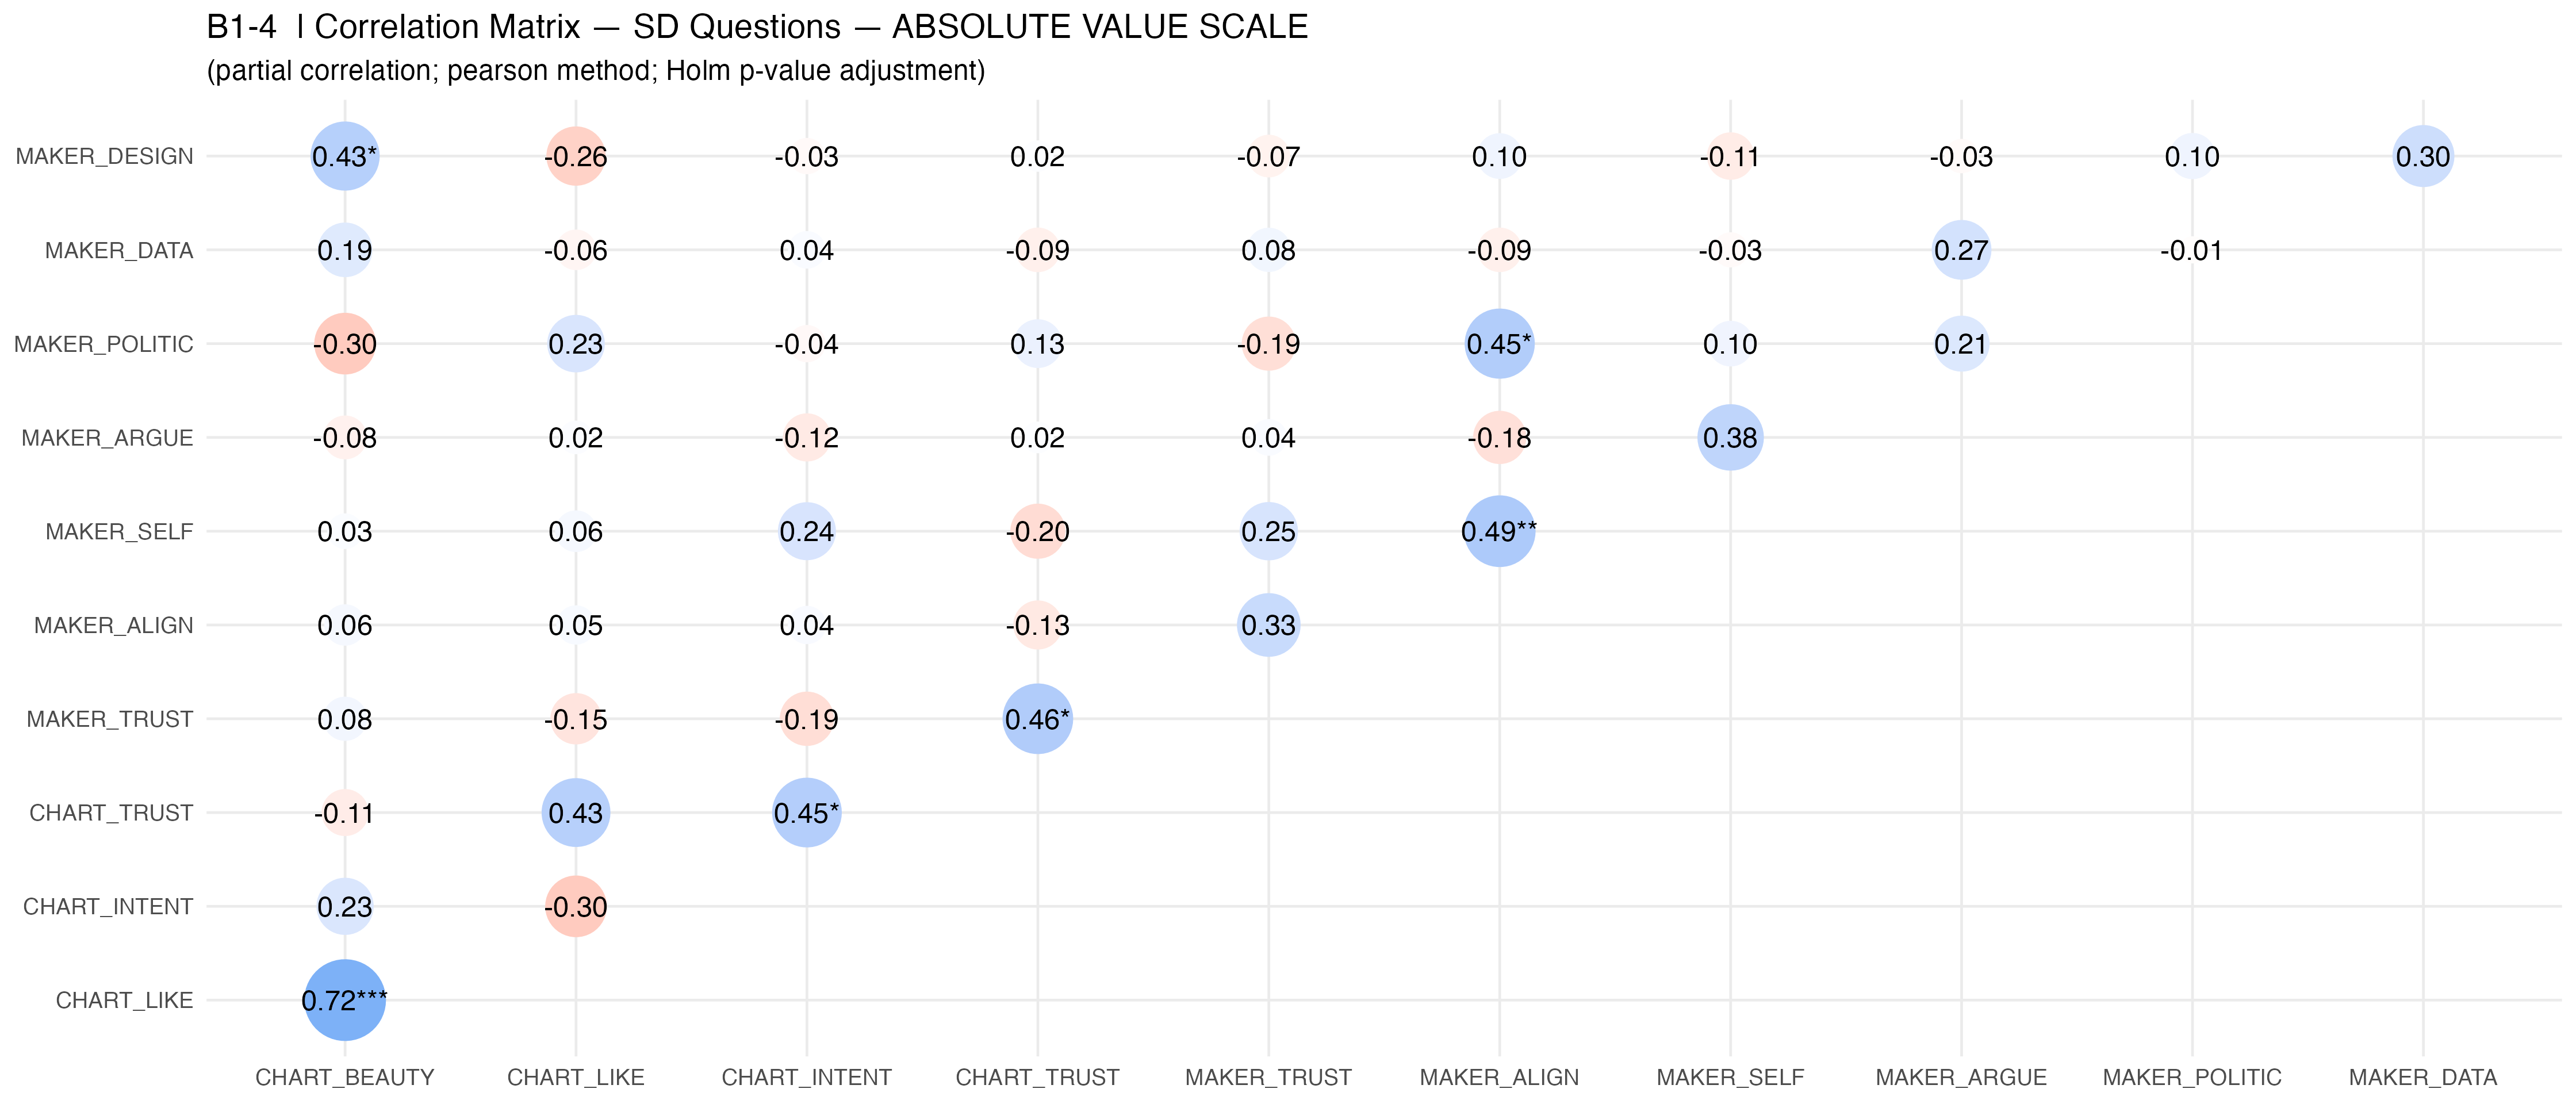 B1-4 | Correlation Matrix — SD Questions — ABSOLUTE VALUE SCALE
(partial correlation; pearson method; Holm p-value adjustment)
MAKER_DESIGN 0.43* -0.26 -0.03 0.02 -0.07 0.10 -0.11 -0.03 0.10 0.30
MAKER_DATA 0.19 -0.06 0.04 -0.09 0.08 -0.09 -0.03 0.27 -0.01
MAKER_POLITIC -0.30 0.23 -0.04 0.13 -0.19 0.45* 0.10 0.21
MAKER_ARGUE -0.08 0.02 -0.12 0.02 0.04 -0.18 0.38
MAKER_SELF 0.03 0.06 0.24 -0.20 0.25 0.49**
MAKER_ALIGN 0.06 0.05 0.04 -0.13 0.33
MAKER_TRUST 0.08 -0.15 -0.19 0.46*
CHART_TRUST -0.11 0.43 0.45*
CHART_INTENT 0.23 -0.30
CHART_LIKE 0.72***
CHART_BEAUTY CHART_LIKE CHART_INTENT CHART_TRUST MAKER_TRUST MAKER_ALIGN MAKER_SELF MAKER_ARGUE MAKER_POLITIC MAKER_DATA